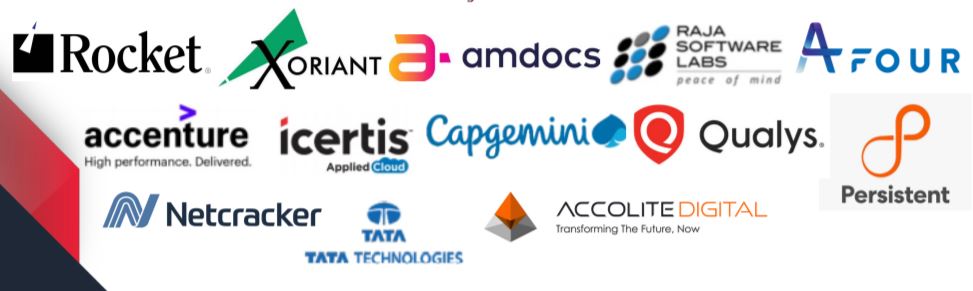 Rocket®
XORIANT
amdocs
RAJA
SOFTWARE
LABS
peace of mind
AFOUR
accenture
High performance. Delivered.
icertis™
Applied Cloud
Capgemini
Qualys®
Persistent
Netcracker
TATA
TATA TECHNOLOGIES
ACCOLITE DIGITAL
Transforming The Future, Now